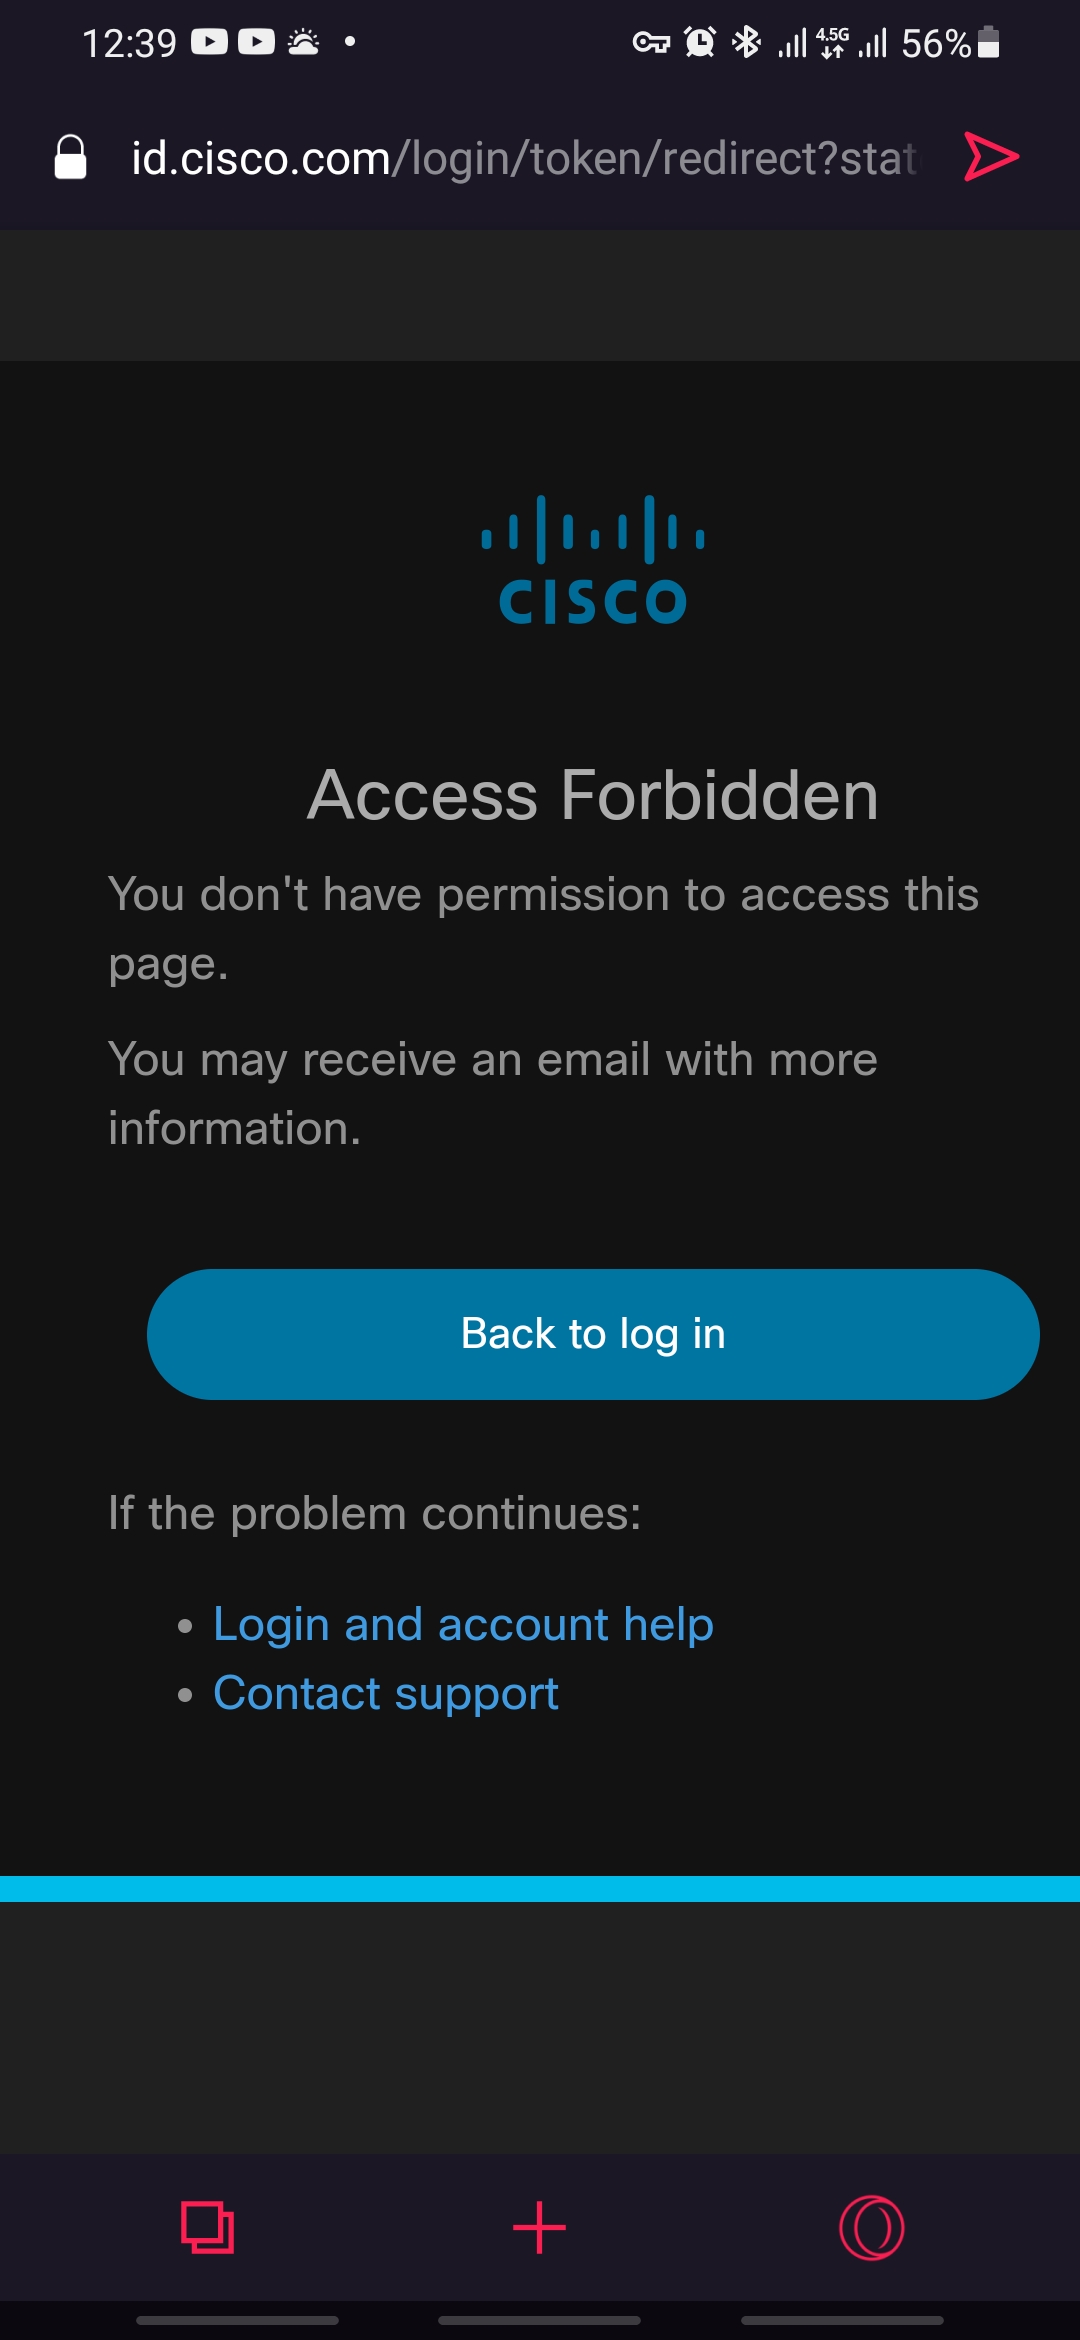 12:39
4.5G
56%
id.cisco.com/login/token/redirect?stat
CISCO
Access Forbidden
You don't have permission to access this
page.
You may receive an email with more
information.
Back to log in
If the problem continues:
• Login and account help
• Contact support